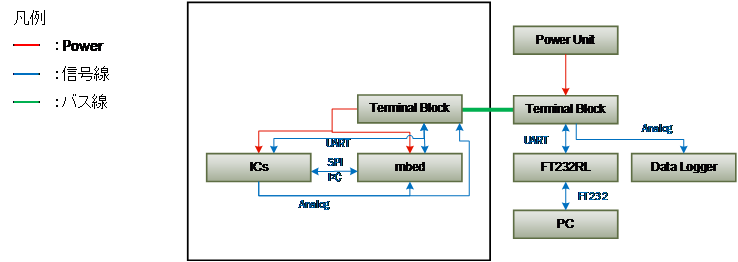 凡例
：Power
：信号線
：バス線
Power Unit
Terminal Block
Terminal Block
Analog
UART
UART
ICs
SPI
I²C
mbed
FT232RL
Data Logger
Analog
FT232
PC